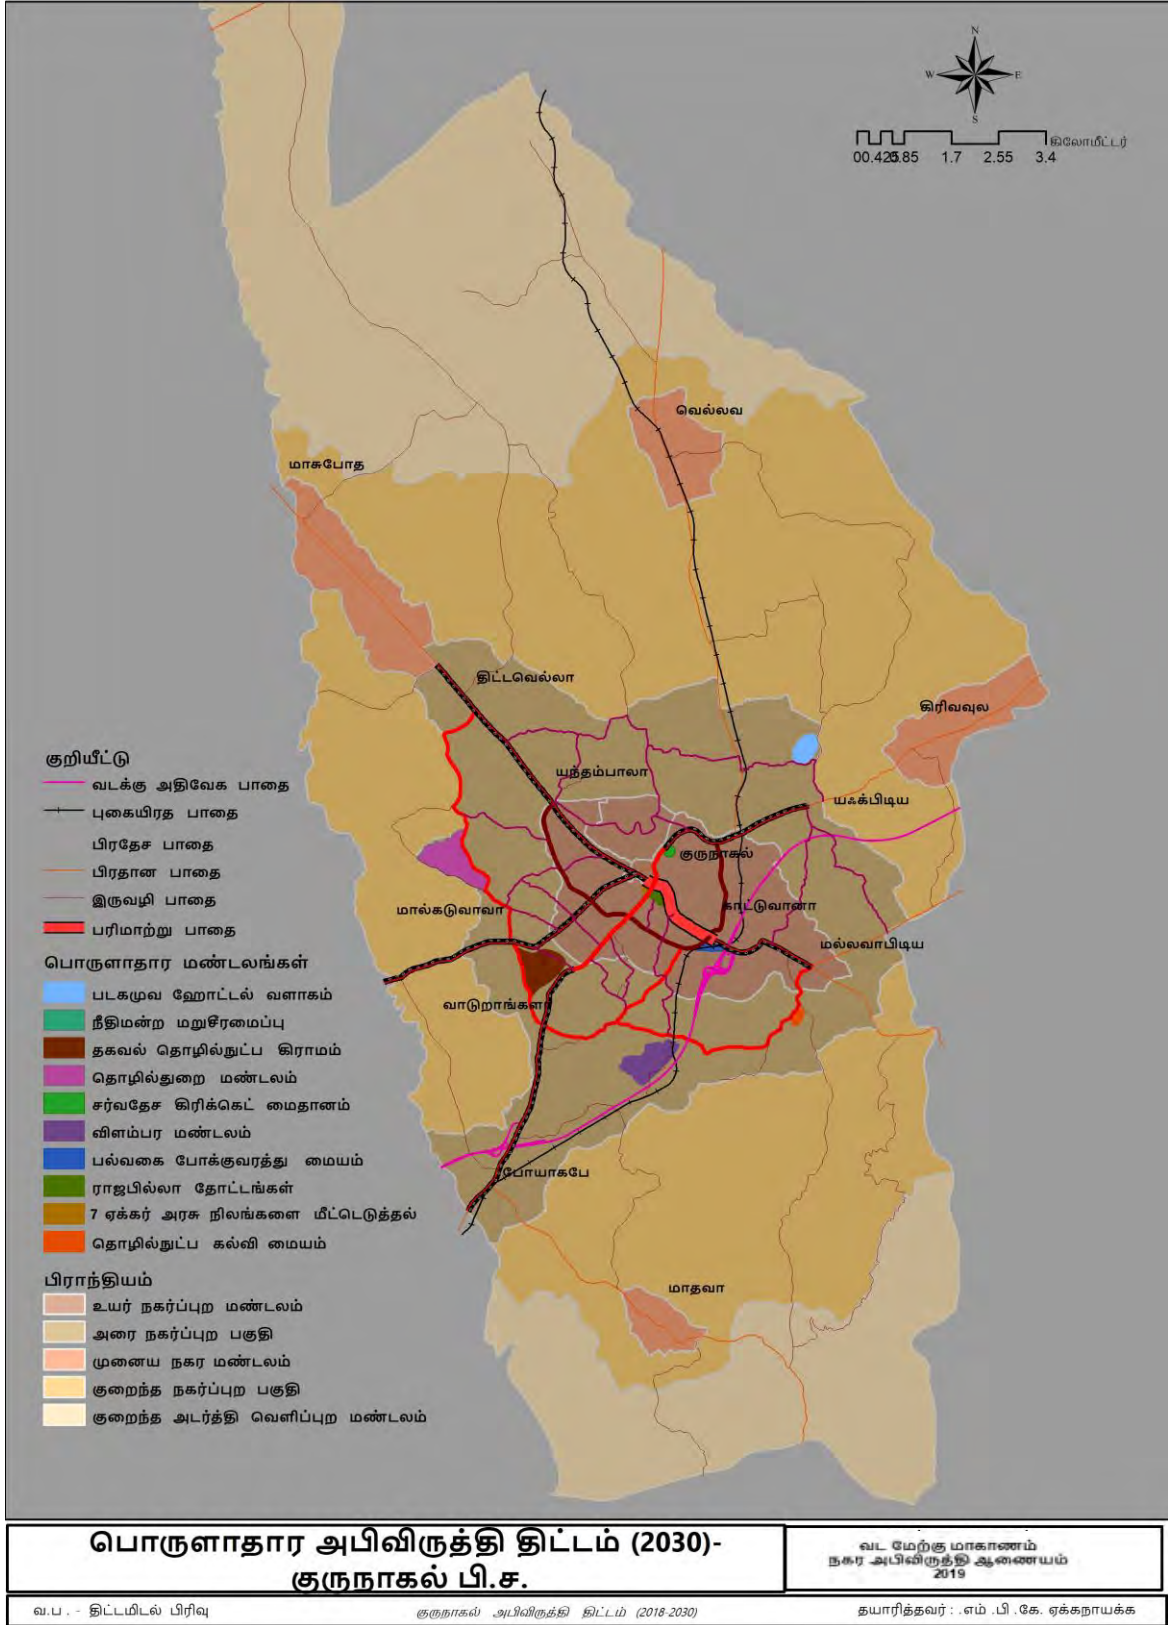 N
W E
S
00.425 0.85 1.7 2.55 3.4 கிலோமீட்டர்
வெல்லவ
மாசுபோத
திட்டவெல்லா
கிரிவவுல
யந்தம்பாலா
யஃக்பிடிய
குருநாகல்
மால்கடுவாவா
காட்டுவானா
மல்லவாபிடிய
வாடுறாங்கள
போயாகபே
மாதவா
குறியீட்டு
வடக்கு அதிவேக பாதை
புகையிரத பாதை
பிரதேச பாதை
பிரதான பாதை
இருவழி பாதை
பரிமாற்று பாதை
பொருளாதார மண்டலங்கள்
படகமுவ ஹோட்டல் வளாகம்
நீதிமன்ற மறுசீரமைப்பு
தகவல் தொழில்நுட்ப கிராமம்
தொழில்துறை மண்டலம்
சர்வதேச கிரிக்கெட் மைதானம்
விளம்பர மண்டலம்
பல்வகை போக்குவரத்து மையம்
ராஜபில்லா தோட்டங்கள்
7 ஏக்கர் அரசு நிலங்களை மீட்டெடுத்தல்
தொழில்நுட்ப கல்வி மையம்
பிராந்தியம்
உயர் நகர்ப்புற மண்டலம்
அரை நகர்ப்புற பகுதி
முனைய நகர மண்டலம்
குறைந்த நகர்ப்புற பகுதி
குறைந்த அடர்த்தி வெளிப்புற மண்டலம்
பொருளாதார அபிவிருத்தி திட்டம் (2030)-
குருநாகல் பி.ச.
வட மேற்கு மாகாணம்
நகர அபிவிருத்தி ஆணையம்
2019
வ.ப . - திட்டமிடல் பிரிவு
குருநாகல் அபிவிருத்தி திட்டம் (2018-2030)
தயாரித்தவர் : .எம் .பி .கே. ஏக்கநாயக்க